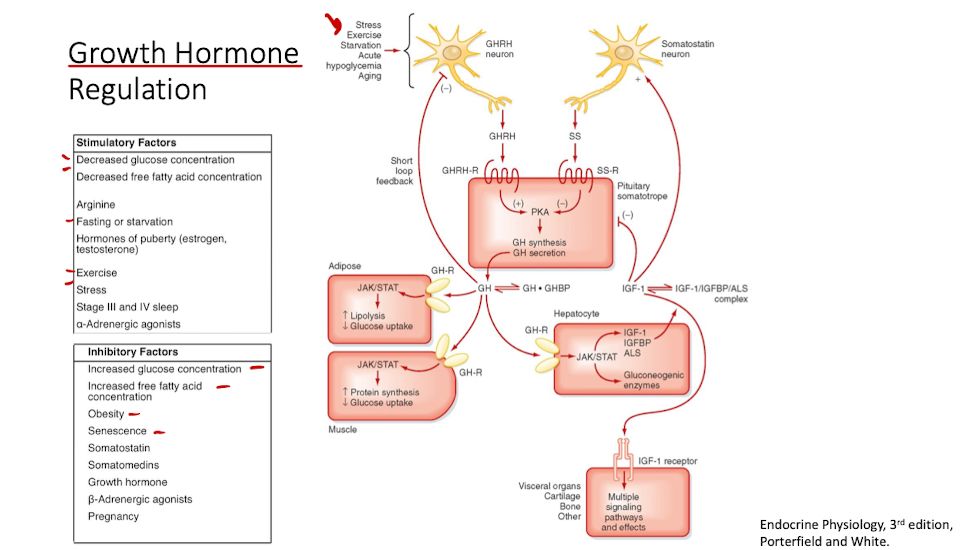 Growth Hormone
Regulation
Stimulatory Factors
Decreased glucose concentration
Decreased free fatty acid concentration
Arginine
Fasting or starvation
Hormones of puberty (estrogen,
testosterone)
Exercise
Stress
Stage III and IV sleep
α-Adrenergic agonists
Inhibitory Factors
Increased glucose concentration
Increased free fatty acid
concentration
Obesity
Senescence
Somatostatin
Somatomedins
Growth hormone
β-Adrenergic agonists
Pregnancy
Stress
Exercise
Starvation
Acute
hypoglycemia
Aging
GHRH
neuron
(−)
Somatostatin
neuron
+
GHRH
SS
Short
loop
feedback
GHRH-R
SS-R
Pituitary
somatotrope
(+)
PKA
(−)
(−)
GH synthesis
GH secretion
Adipose
GH-R
JAK/STAT
↑ Lipolysis
↓ Glucose uptake
GH
GH • GHBP
IGF-1
IGF-1/IGFBP/ALS
complex
Hepatocyte
GH-R
JAK/STAT
IGF-1
IGFBP
ALS
Gluconeogenic
enzymes
JAK/STAT
GH-R
↑ Protein synthesis
↓ Glucose uptake
Muscle
IGF-1 receptor
Visceral organs
Cartilage
Bone
Other
Multiple
signaling
pathways
and effects
Endocrine Physiology, 3rd edition,
Porterfield and White.